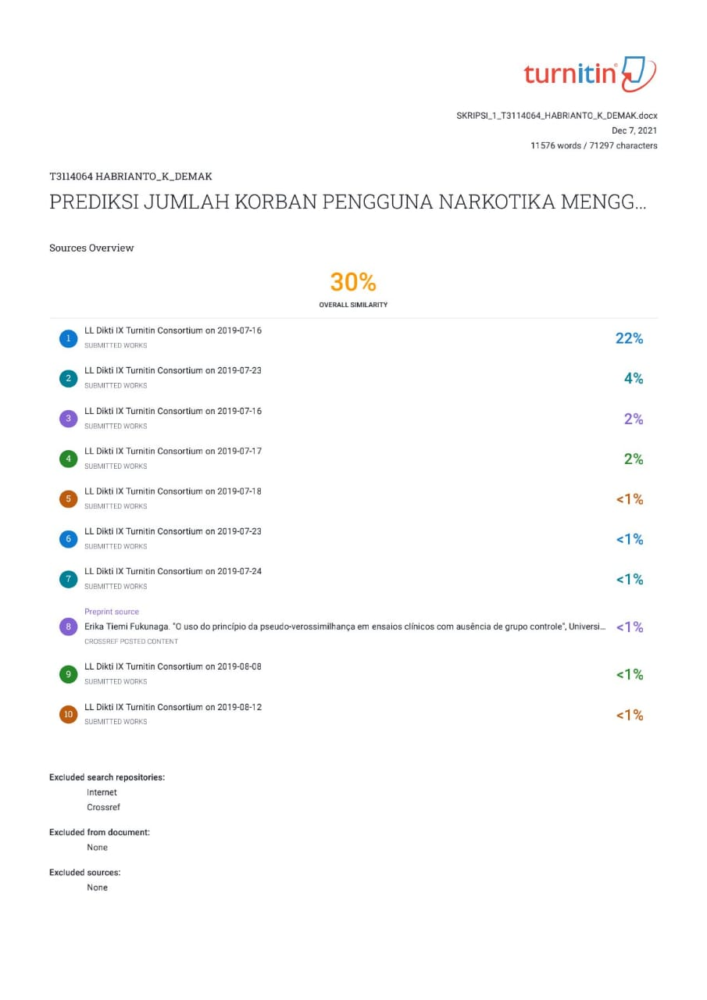 turnitin
SKRIPSI_1_T3114064_HABRIANTO_K_DEMAK.docx
Dec 7, 2021
11576 words / 71297 characters
T3114064 HABRIANTO_K_DEMAK
PREDIKSI JUMLAH KORBAN PENGGUNA NARKOTIKA MENGG...
Sources Overview
30%
OVERALL SIMILARITY
1 LL Dikti IX Turnitin Consortium on 2019-07-16 22%
SUBMITTED WORKS
2 LL Dikti IX Turnitin Consortium on 2019-07-23 4%
SUBMITTED WORKS
3 LL Dikti IX Turnitin Consortium on 2019-07-16 2%
SUBMITTED WORKS
4 LL Dikti IX Turnitin Consortium on 2019-07-17 2%
SUBMITTED WORKS
5 LL Dikti IX Turnitin Consortium on 2019-07-18 <1%
SUBMITTED WORKS
6 LL Dikti IX Turnitin Consortium on 2019-07-23 <1%
SUBMITTED WORKS
7 LL Dikti IX Turnitin Consortium on 2019-07-24 <1%
SUBMITTED WORKS
Preprint source
8 Erika Tiemi Fukunaga. "O uso do princípio da pseudo-verossimilhança em ensaios clínicos com ausência de grupo controle", Universi... <1%
CROSSREF POSTED CONTENT
9 LL Dikti IX Turnitin Consortium on 2019-08-08 <1%
SUBMITTED WORKS
10 LL Dikti IX Turnitin Consortium on 2019-08-12 <1%
SUBMITTED WORKS
Excluded search repositories:
Internet
Crossref
Excluded from document:
None
Excluded sources:
None